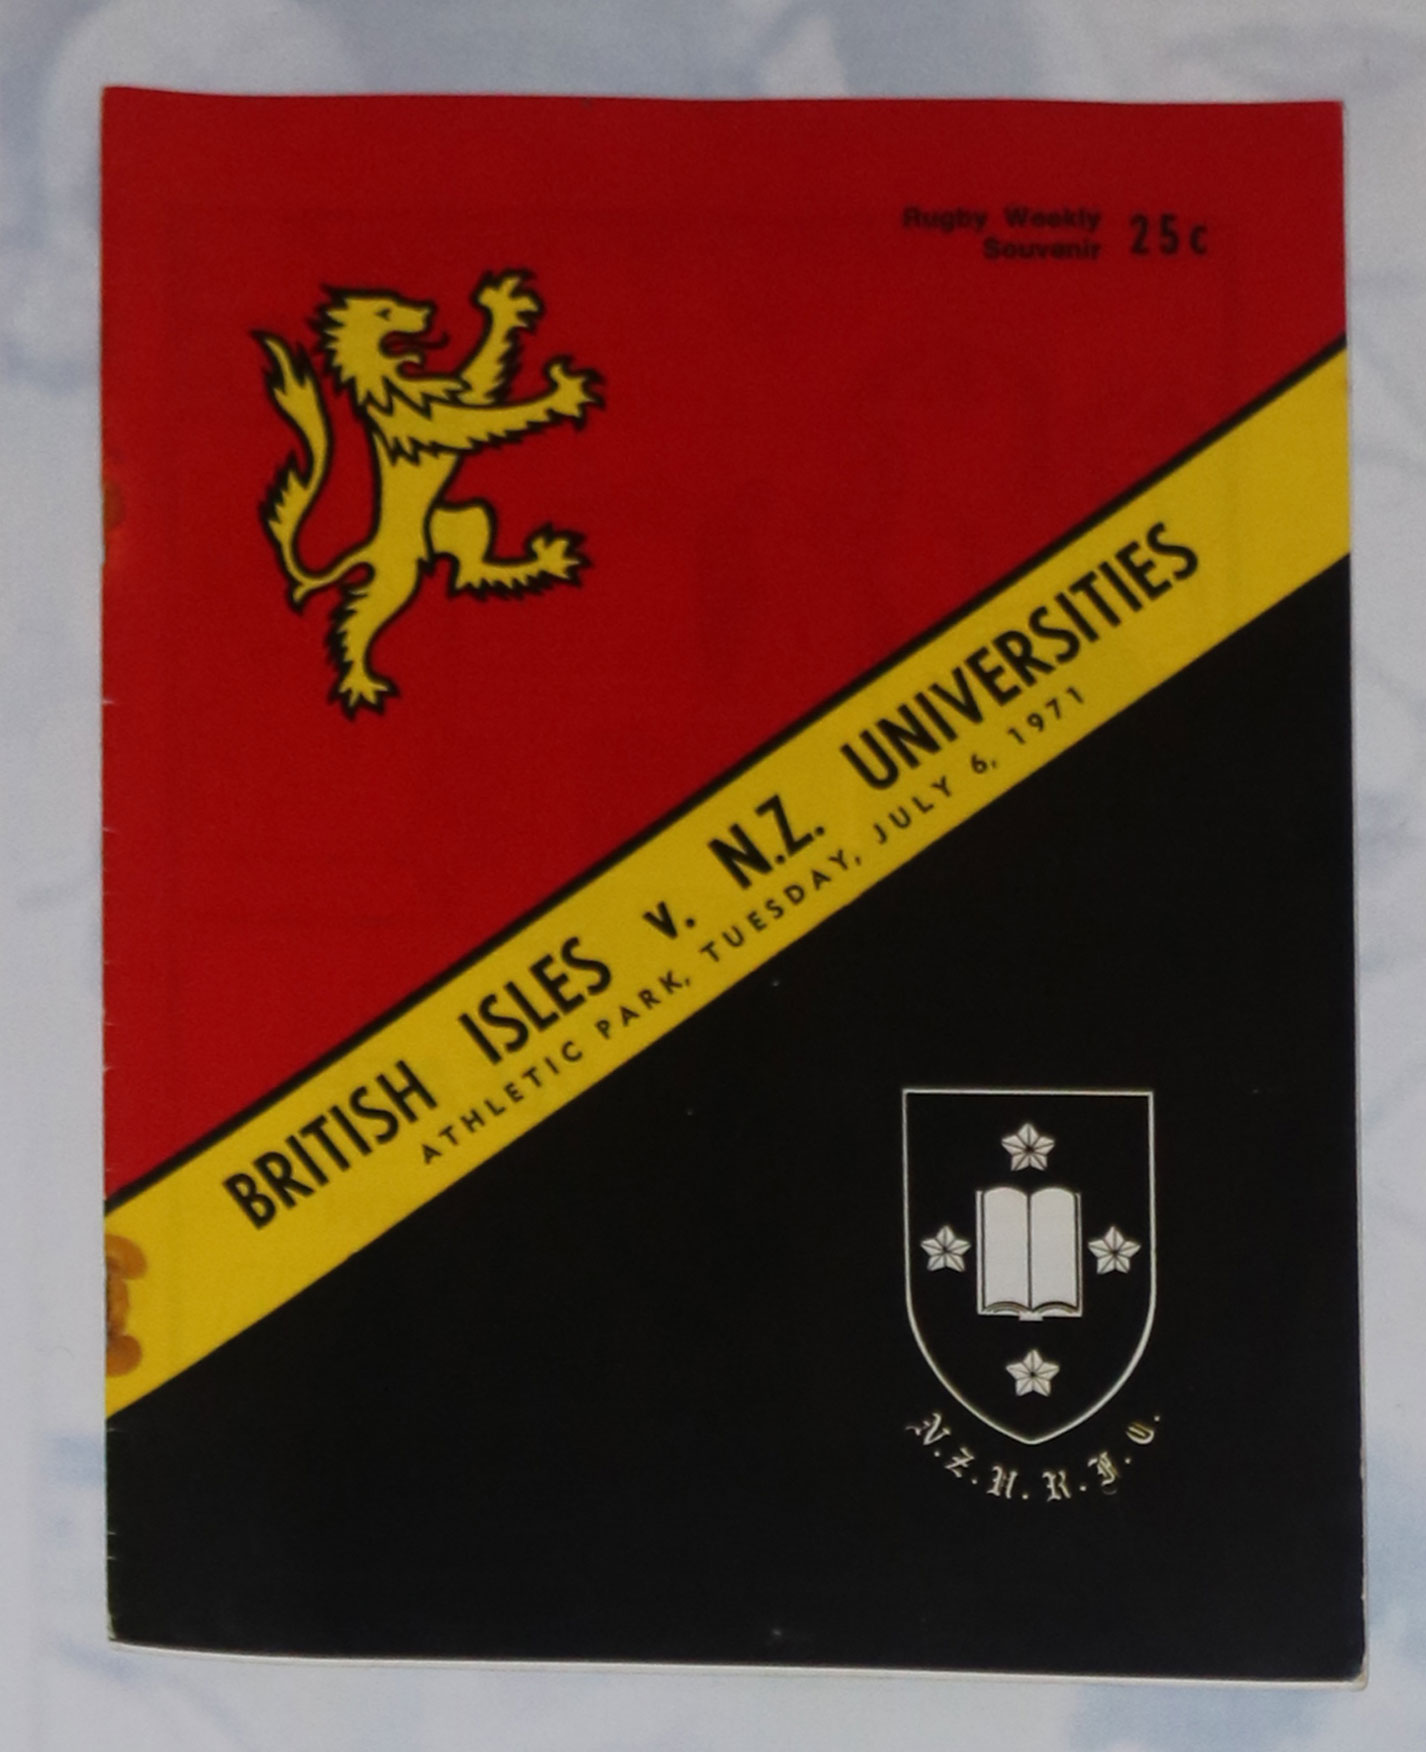 Rugby Weekly
Souvenir 25c
BRITISH ISLES v. N.Z. UNIVERSITIES
ATHLETIC PARK, TUESDAY, JULY 6, 1971
N.Z.U.R.F.C.